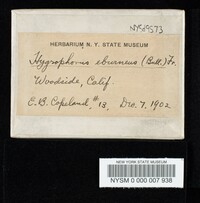 NYS69573
HERBARIUM N. Y. STATE MUSEUM
Hygrophorus eburneus (Bull.) Fr.
Woodside, Calif.
E. B. Copeland, #13, Dec. 7, 1902
NEW YORK STATE MUSEUM
NYSM 0 000 007 938